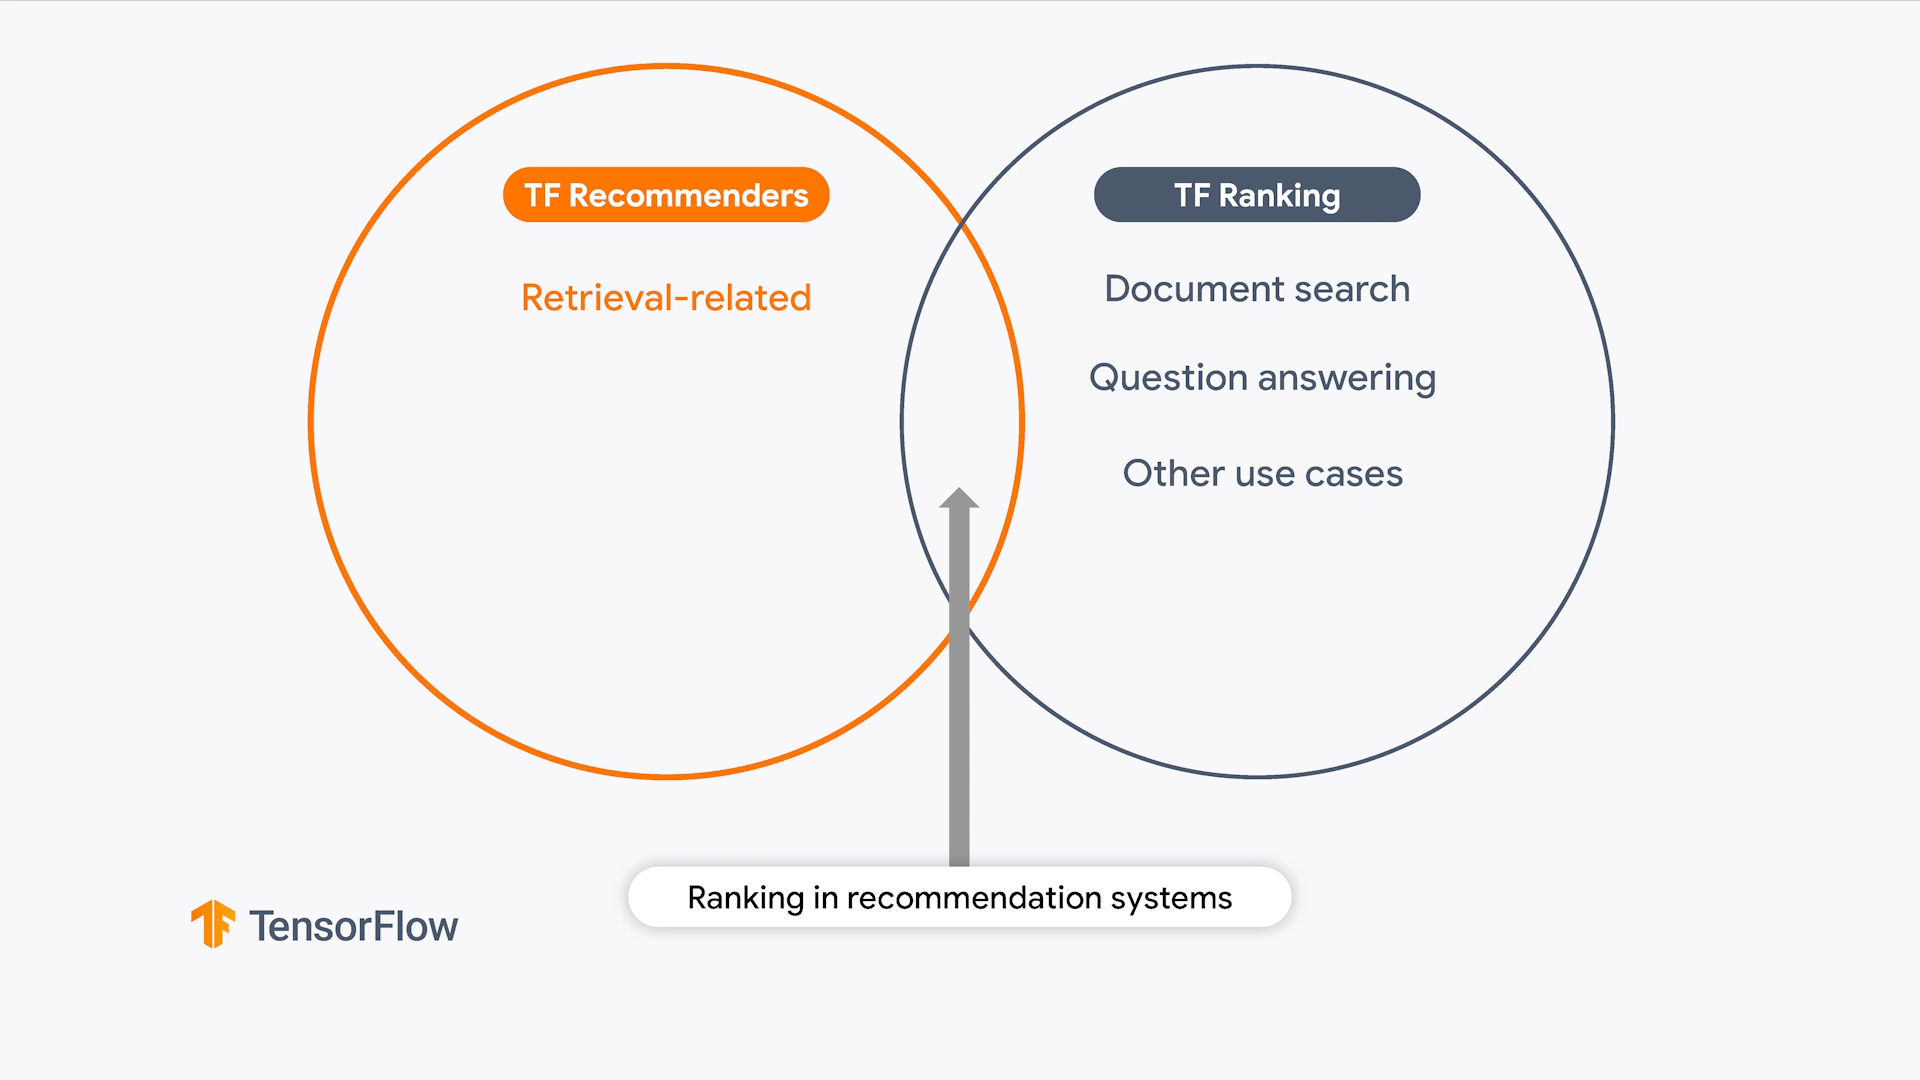 TF Recommenders
Retrieval-related
TF Ranking
Document search
Question answering
Other use cases
Ranking in recommendation systems
TensorFlow